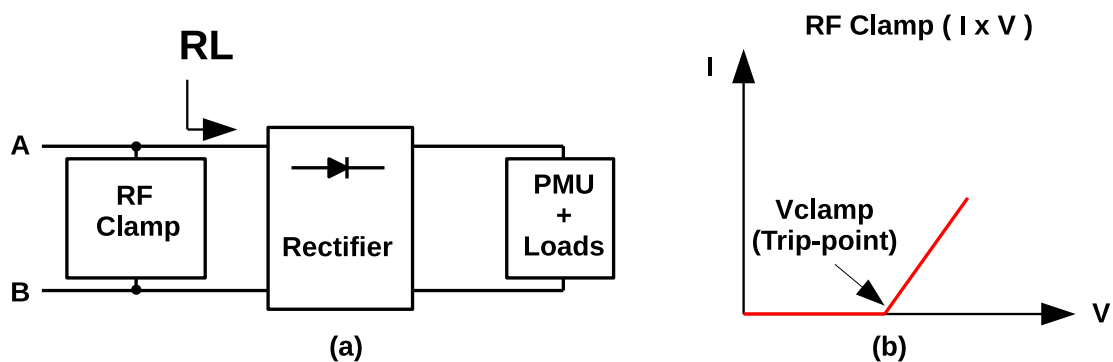 RL
A
RF
Clamp
B
Rectifier
PMU
+
Loads
(a)
RF Clamp ( I x V )
I
Vclamp
(Trip-point)
V
(b)